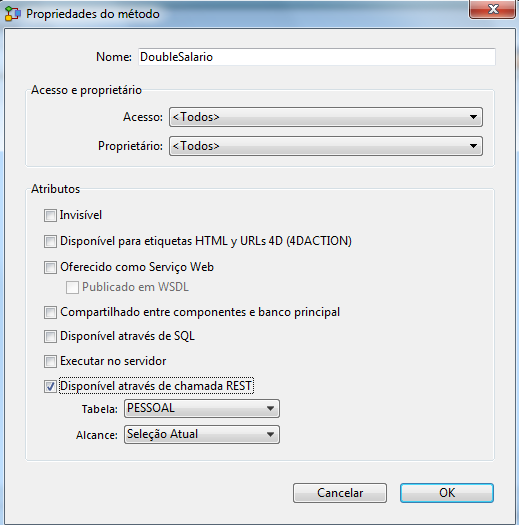 Propriedades do método
Nome: DoubleSalario
Acesso e proprietário
Acesso: <Todos>
Proprietário: <Todos>
Atributos
Invisível
Disponível para etiquetas HTML y URLs 4D (4DACTION)
Oferecido como Serviço Web
Publicado em WSDL
Compartilhado entre componentes e banco principal
Disponível através de SQL
Executar no servidor
Disponível através de chamada REST
Tabela: PESSOAL
Alcance: Seleção Atual
Cancelar OK